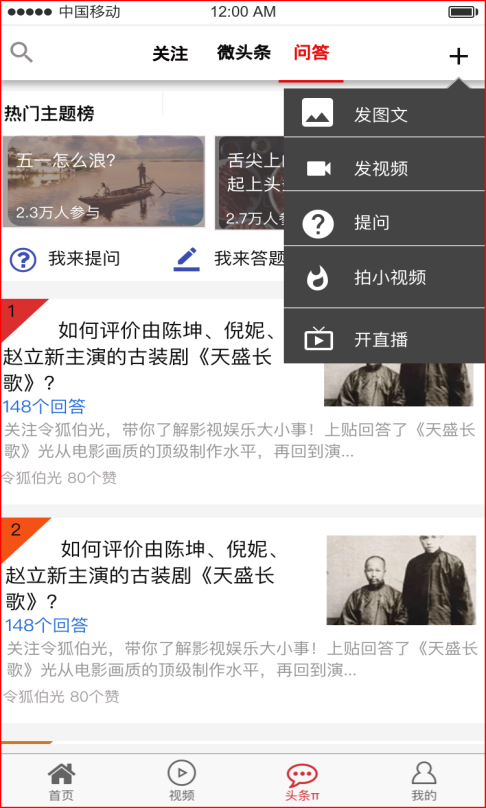 中国移动 12:00 AM
关注 微头条 问答
热门主题榜
发图文
发视频
提问
拍小视频
开直播
五一怎么浪?
2.3万人参与
舌尖上
起上头
2.7万人参
我来提问 我来答题
1
如何评价由陈坤、倪妮、
赵立新主演的古装剧《天盛长
歌》?
148个回答
关注令狐伯光，带你了解影视娱乐大小事！上贴回答了《天盛长
歌》光从电影画质的顶级制作水平，再回到演...
令狐伯光 80个赞
2
如何评价由陈坤、倪妮、
赵立新主演的古装剧《天盛长
歌》?
148个回答
关注令狐伯光，带你了解影视娱乐大小事！上贴回答了《天盛长
歌》光从电影画质的顶级制作水平，再回到演...
令狐伯光 80个赞
首页 视频 头条π 我的